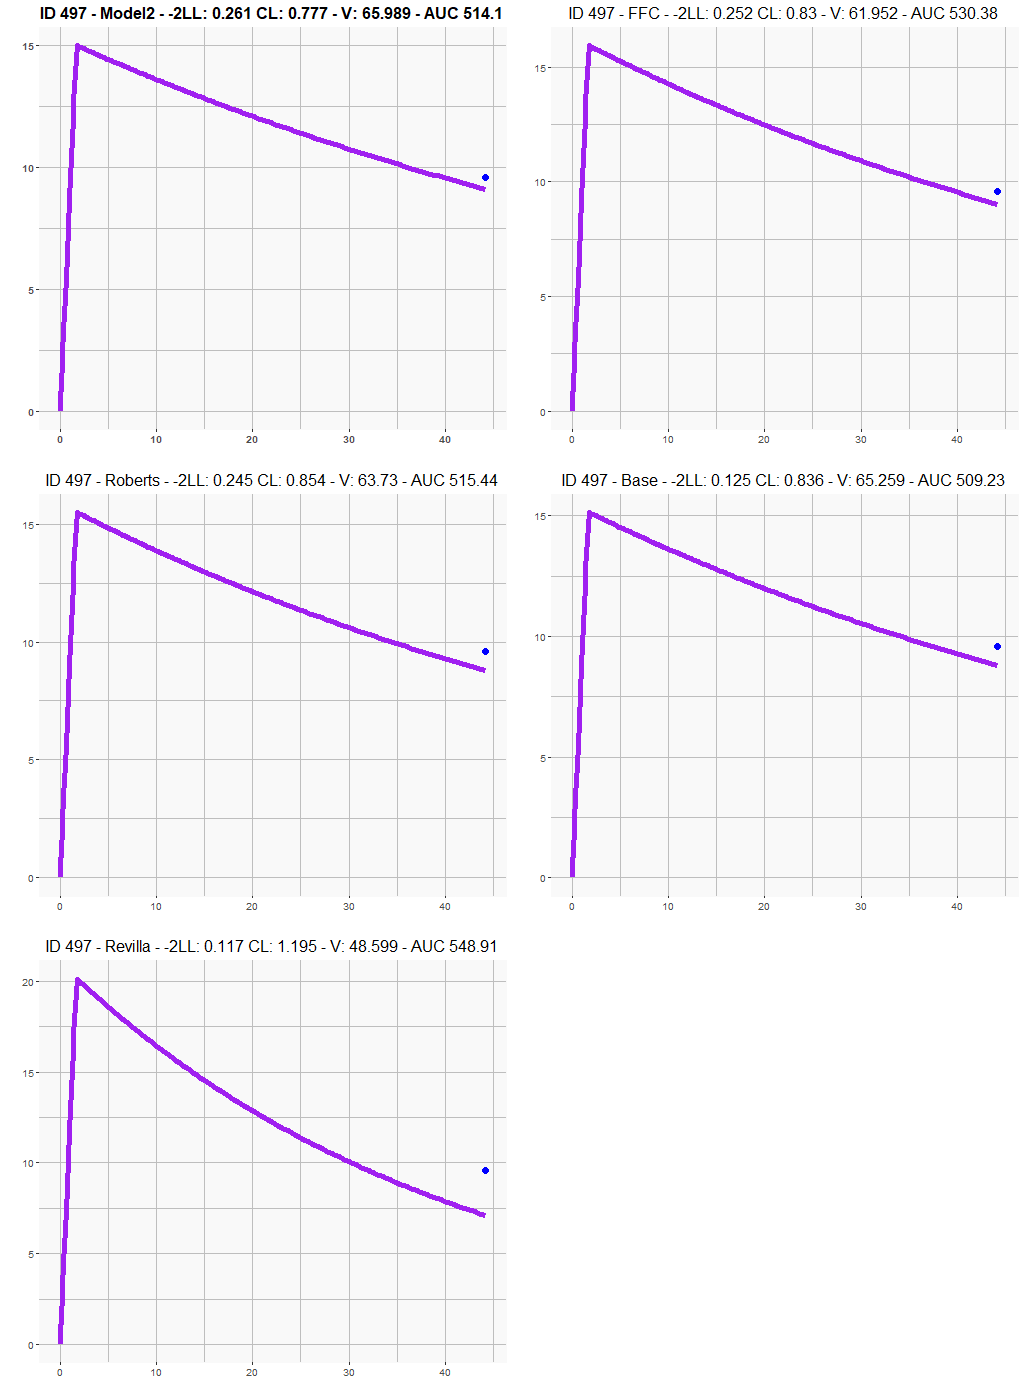 ID 497 - Model2 - -2LL: 0.261 CL: 0.777 - V: 65.989 - AUC 514.1
15
10
5
0
0 10 20 30 40
ID 497 - FFC - -2LL: 0.252 CL: 0.83 - V: 61.952 - AUC 530.38
15
10
5
0
0 10 20 30 40
ID 497 - Roberts - -2LL: 0.245 CL: 0.854 - V: 63.73 - AUC 515.44
15
10
5
0
0 10 20 30 40
ID 497 - Base - -2LL: 0.125 CL: 0.836 - V: 65.259 - AUC 509.23
15
10
5
0
0 10 20 30 40
ID 497 - Revilla - -2LL: 0.117 CL: 1.195 - V: 48.599 - AUC 548.91
20
15
10
5
0
0 10 20 30 40